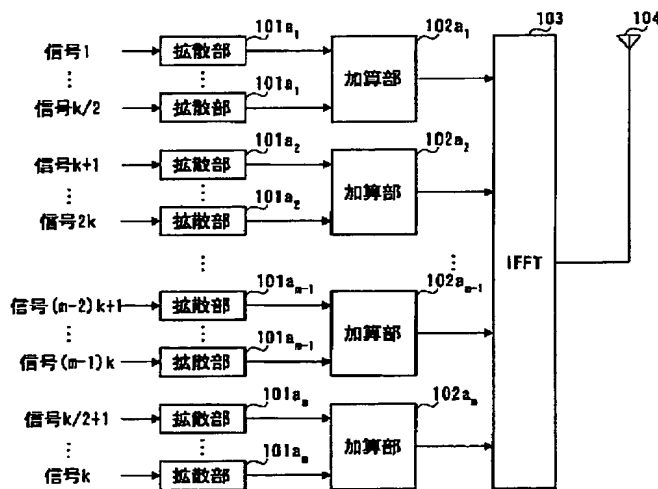 103
104
101a₁
102a₁
信号1
拡散部
⋮
101a₁
加算部
信号k/2
拡散部
101a₂
102a₂
信号k+1
拡散部
⋮
101a₂
加算部
信号2k
拡散部
⋮
IFFT
101aₘ₋₁
102aₘ₋₁
信号(m-2)k+1
拡散部
⋮
101aₘ₋₁
加算部
信号(m-1)k
拡散部
101aₘ
102aₘ
信号k/2+1
拡散部
⋮
101aₘ
加算部
信号k
拡散部